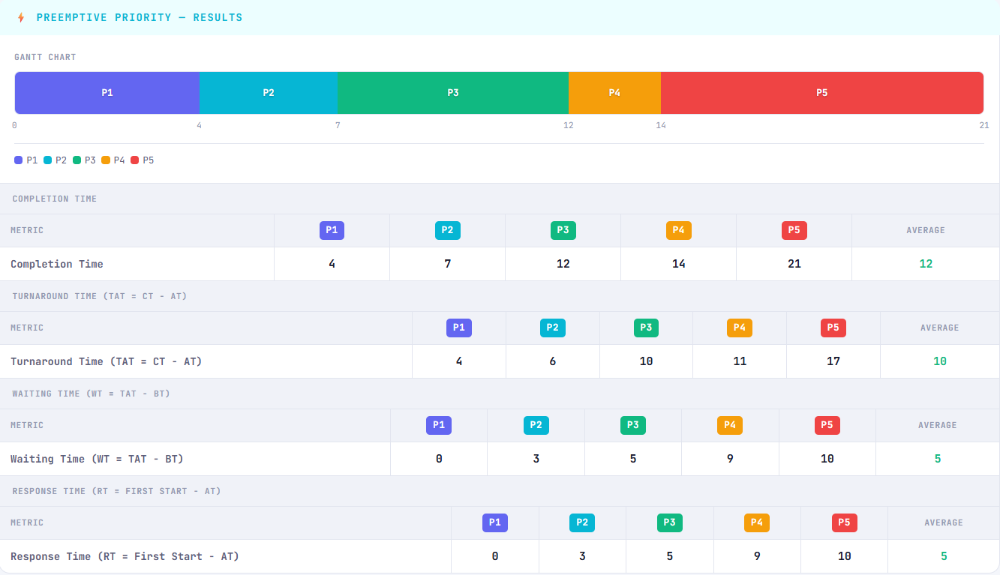 PREEMPTIVE PRIORITY — RESULTS
GANTT CHART
P1 P2 P3 P4 P5
0 4 7 12 14 21
P1 P2 P3 P4 P5
COMPLETION TIME
METRIC P1 P2 P3 P4 P5 AVERAGE
Completion Time 4 7 12 14 21 12
TURNAROUND TIME (TAT = CT - AT)
METRIC P1 P2 P3 P4 P5 AVERAGE
Turnaround Time (TAT = CT - AT) 4 6 10 11 17 10
WAITING TIME (WT = TAT - BT)
METRIC P1 P2 P3 P4 P5 AVERAGE
Waiting Time (WT = TAT - BT) 0 3 5 9 10 5
RESPONSE TIME (RT = FIRST START - AT)
METRIC P1 P2 P3 P4 P5 AVERAGE
Response Time (RT = First Start - AT) 0 3 5 9 10 5